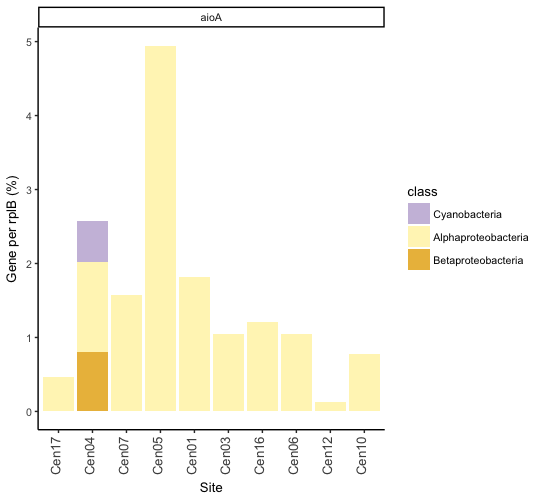 aioA
Gene per rplB (%)
5
4
3
2
1
0
Cen17
Cen04
Cen07
Cen05
Cen01
Cen03
Cen16
Cen06
Cen12
Cen10
Site
class
Cyanobacteria
Alphaproteobacteria
Betaproteobacteria